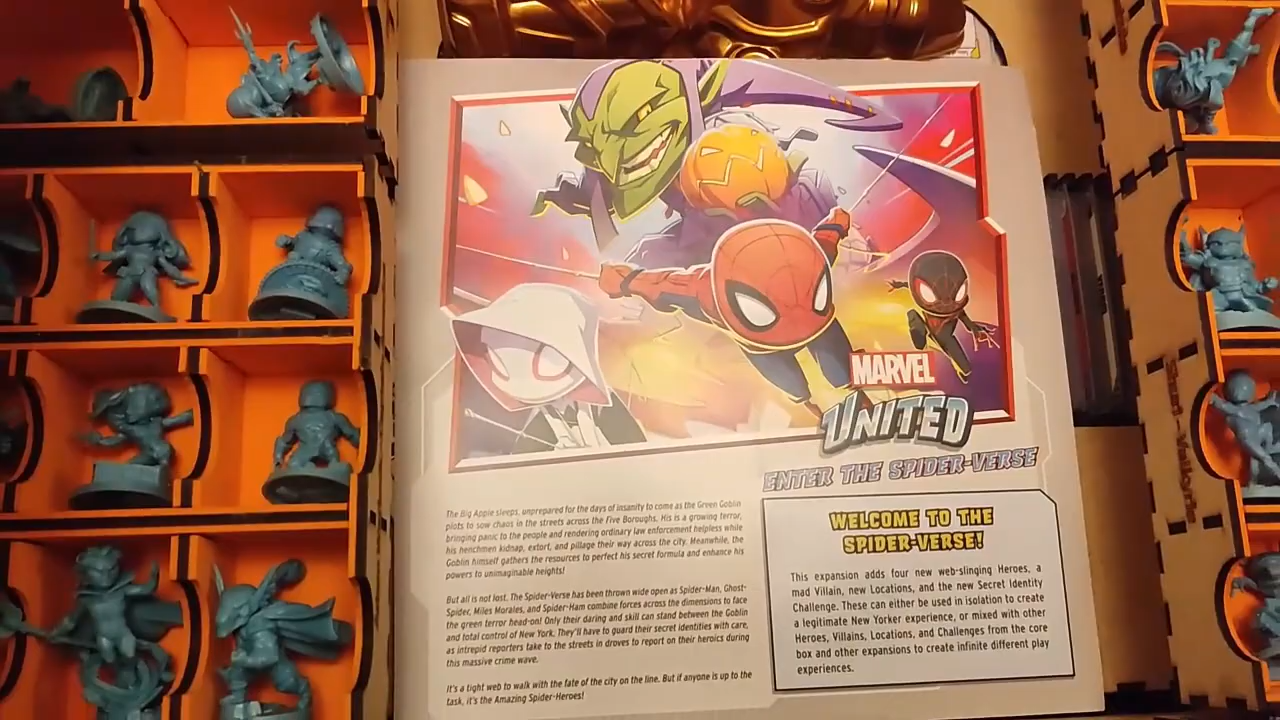 MARVEL
UNITED
ENTER THE SPIDER-VERSE
The Big Apple sleeps, unprepared for the days of insanity to come as the Green Goblin
plots to sow chaos in the streets across the Five Boroughs. His is a growing terror,
bringing panic to the people and rendering ordinary law enforcement helpless while
his henchmen kidnap, extort, and pillage their way across the city. Meanwhile, the
Goblin himself gathers the resources to perfect his secret formula and enhance his
powers to unimaginable heights!
But all is not lost. The Spider-Verse has been thrown wide open as Spider-Man, Ghost-
Spider, Miles Morales, and Spider-Ham combine forces across the dimensions to face
the green terror head-on! Only their daring and skill can stand between the Goblin
and total control of New York. They'll have to guard their secret identities with care,
as intrepid reporters take to the streets in droves to report on their heroics during
this massive crime wave.
It's a tight web to walk with the fate of the city on the line. But if anyone is up to the
task, it's the Amazing Spider-Heroes!
WELCOME TO THE
SPIDER-VERSE!
This expansion adds four new web-slinging Heroes, a
mad Villain, new Locations, and the new Secret Identity
Challenge. These can either be used in isolation to create
a legitimate New Yorker experience, or mixed with other
Heroes, Villains, Locations, and Challenges from the core
box and other expansions to create infinite different play
experiences.